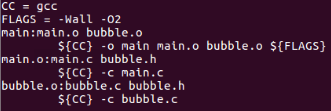 CC = gcc
FLAGS = -Wall -O2
main:main.o bubble.o
        ${CC} -o main main.o bubble.o ${FLAGS}
main.o:main.c bubble.h
        ${CC} -c main.c
bubble.o:bubble.c bubble.h
        ${CC} -c bubble.c